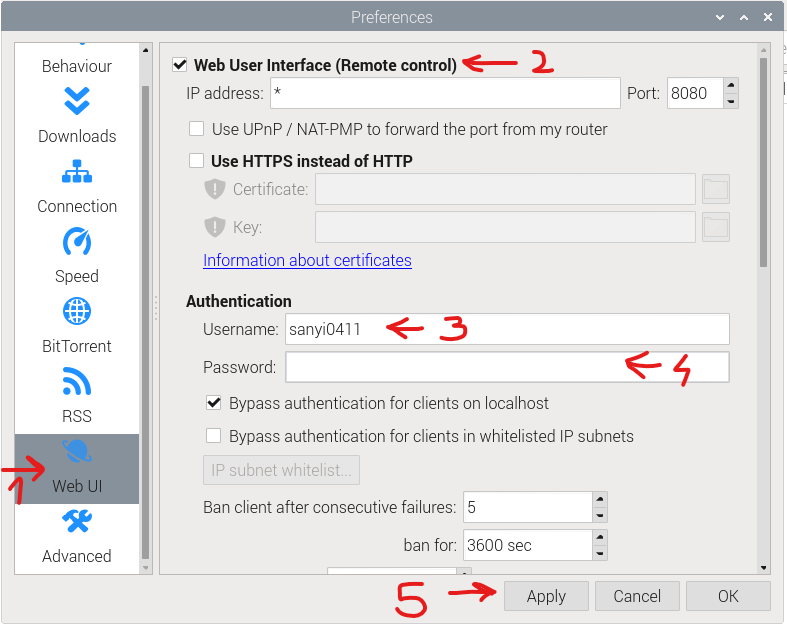 Preferences
Behaviour
Downloads
Connection
Speed
BitTorrent
RSS
1
Web UI
Advanced
Web User Interface (Remote control) 2
IP address: * Port: 8080
Use UPnP / NAT-PMP to forward the port from my router
Use HTTPS instead of HTTP
Certificate:
Key:
Information about certificates
Authentication
Username: sanyi0411 3
Password: 4
Bypass authentication for clients on localhost
Bypass authentication for clients in whitelisted IP subnets
IP subnet whitelist...
Ban client after consecutive failures: 5
ban for: 3600 sec
5 Apply Cancel OK